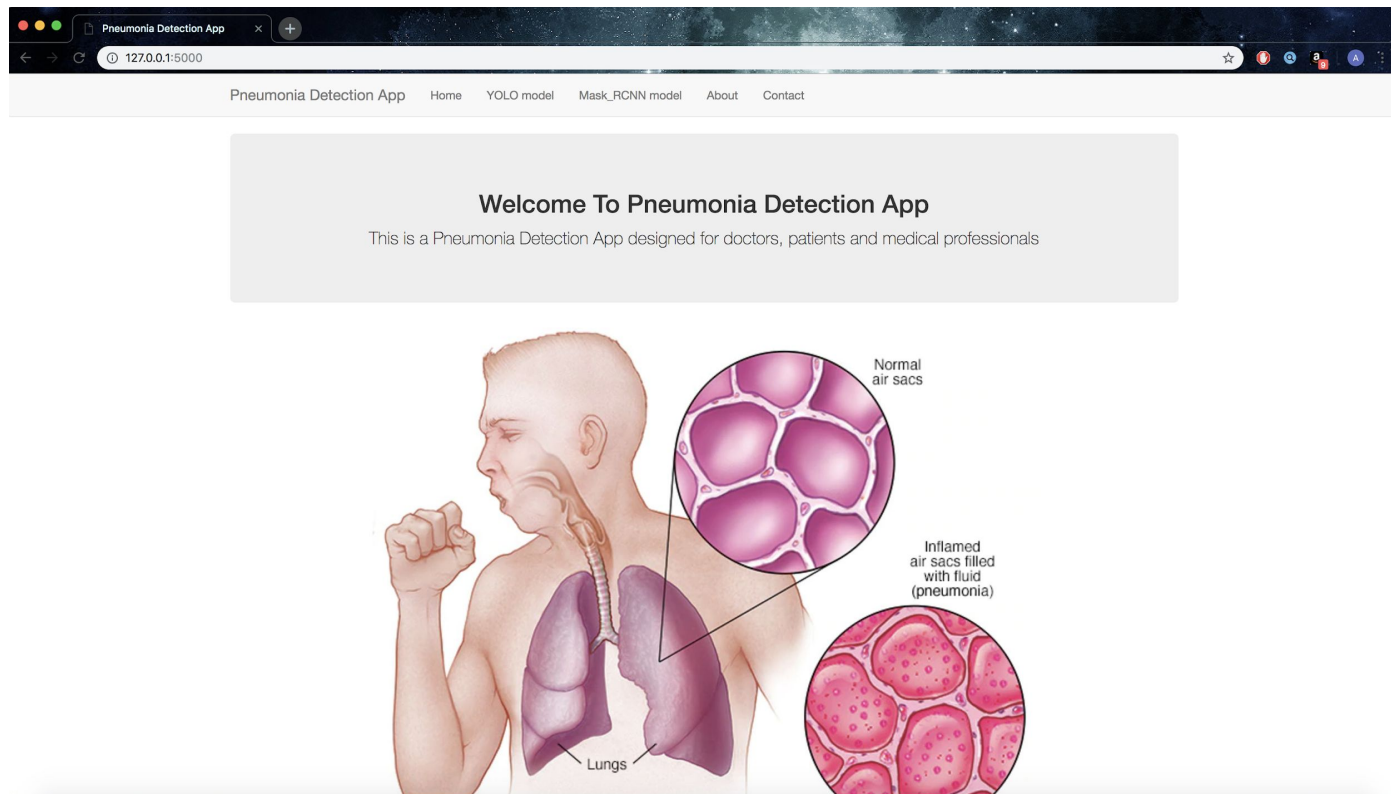 Pneumonia Detection App
127.0.0.1:5000
a
9
A
Pneumonia Detection App Home YOLO model Mask_RCNN model About Contact
Welcome To Pneumonia Detection App
This is a Pneumonia Detection App designed for doctors, patients and medical professionals
Normal
air sacs
Inflamed
air sacs filled
with fluid
(pneumonia)
Lungs